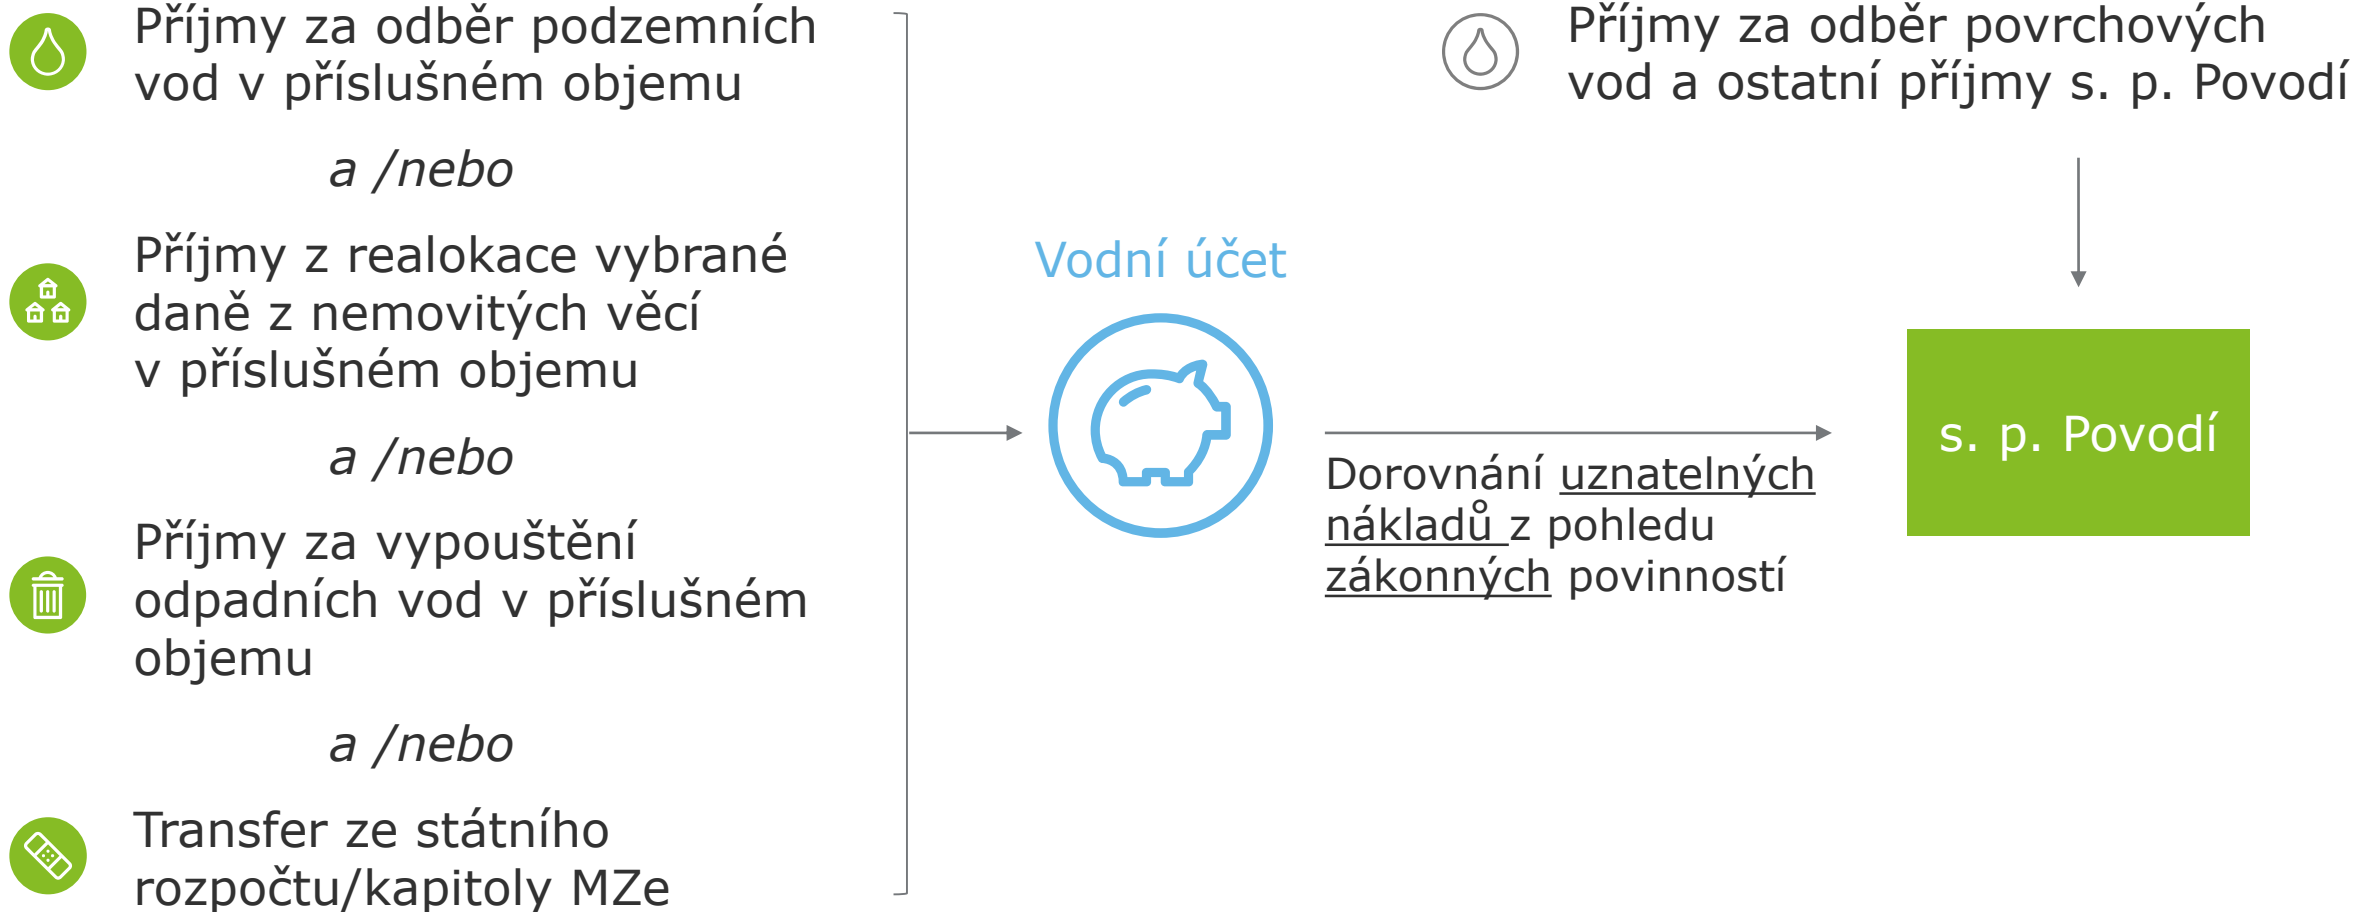 Příjmy za odběr podzemních
vod v příslušném objemu
a /nebo
Příjmy z realokace vybrané
daně z nemovitých věcí
v příslušném objemu
a /nebo
Příjmy za vypouštění
odpadních vod v příslušném
objemu
a /nebo
Transfer ze státního
rozpočtu/kapitoly MZe
Vodní účet
Dorovnání uznatelných
nákladů z pohledu
zákonných povinností
Příjmy za odběr povrchových
vod a ostatní příjmy s. p. Povodí
s. p. Povodí